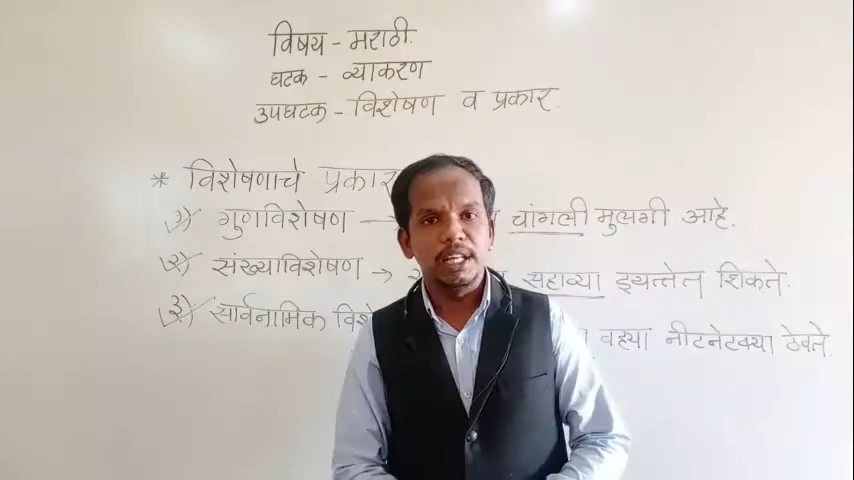 विषय - मराठी.
घटक - व्याकरण
उपघटक - विशेषण व प्रकार.
* विशेषणाचे प्रकार
१) गुणविशेषण → चांगली मुलगी आहे.
२) संख्याविशेषण → सहाव्या इयत्तेत शिकते.
३) सार्वनामिक वह्या नीटनेटक्या ठेवते.